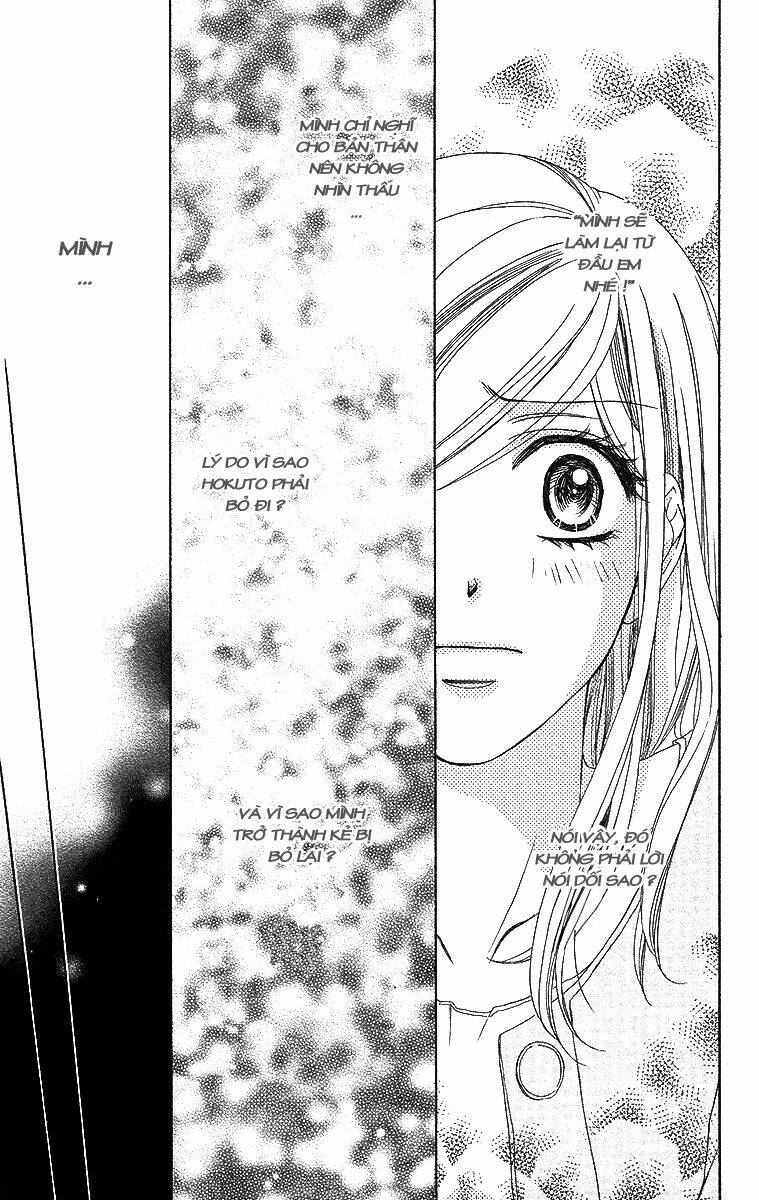 "MÌNH SẼ
LÀM LẠI TỪ
ĐẦU EM
NHÉ !"
NÓI VẬY, ĐÓ
KHÔNG PHẢI LỜI
NÓI DỐI SAO ?
MÌNH CHỈ NGHĨ
CHO BẢN THÂN
NÊN KHÔNG
NHÌN THẤU
...
LÝ DO VÌ SAO
HOKUTO PHẢI
BỎ ĐI ?
VÀ VÌ SAO MÌNH
TRỞ THÀNH KẺ BỊ
BỎ LẠI ?
MÌNH
...